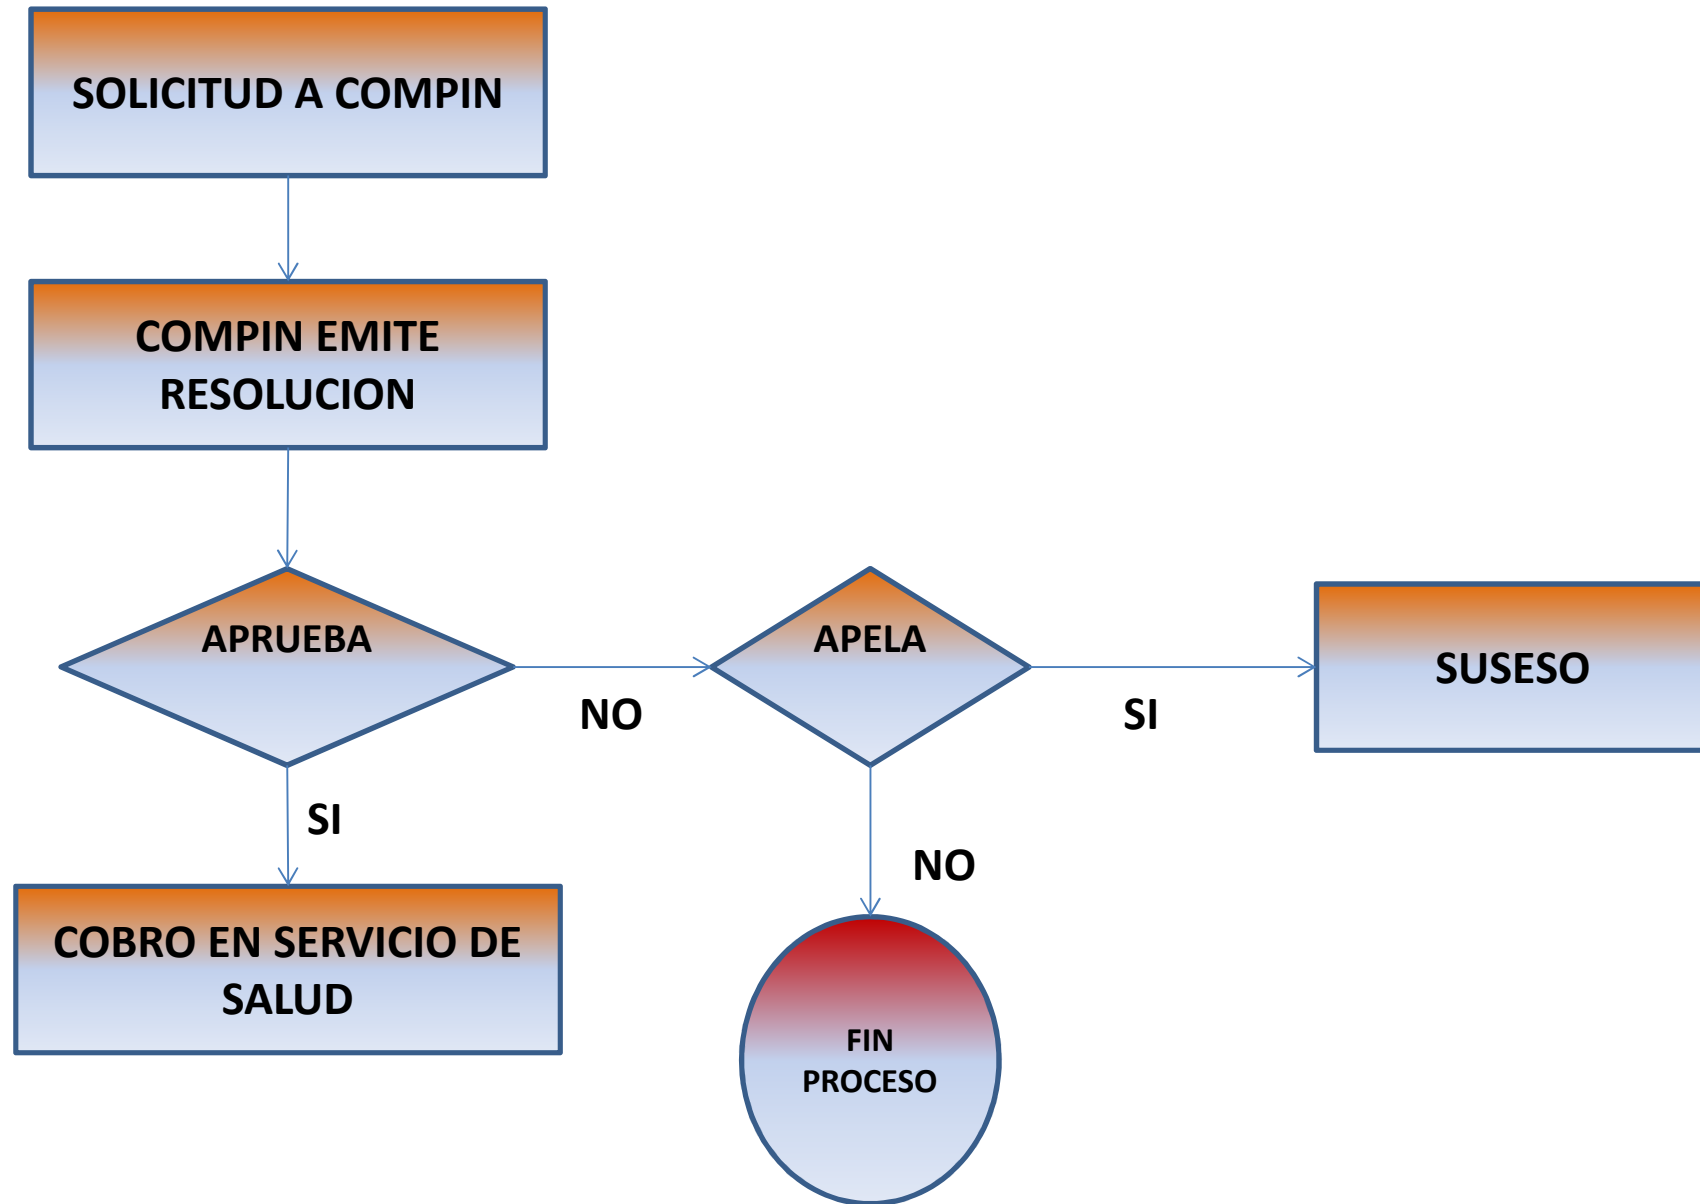 SOLICITUD A COMPIN
COMPIN EMITE
RESOLUCION
APRUEBA
NO
APELA
SI
SUSESO
SI
NO
COBRO EN SERVICIO DE
SALUD
FIN
PROCESO